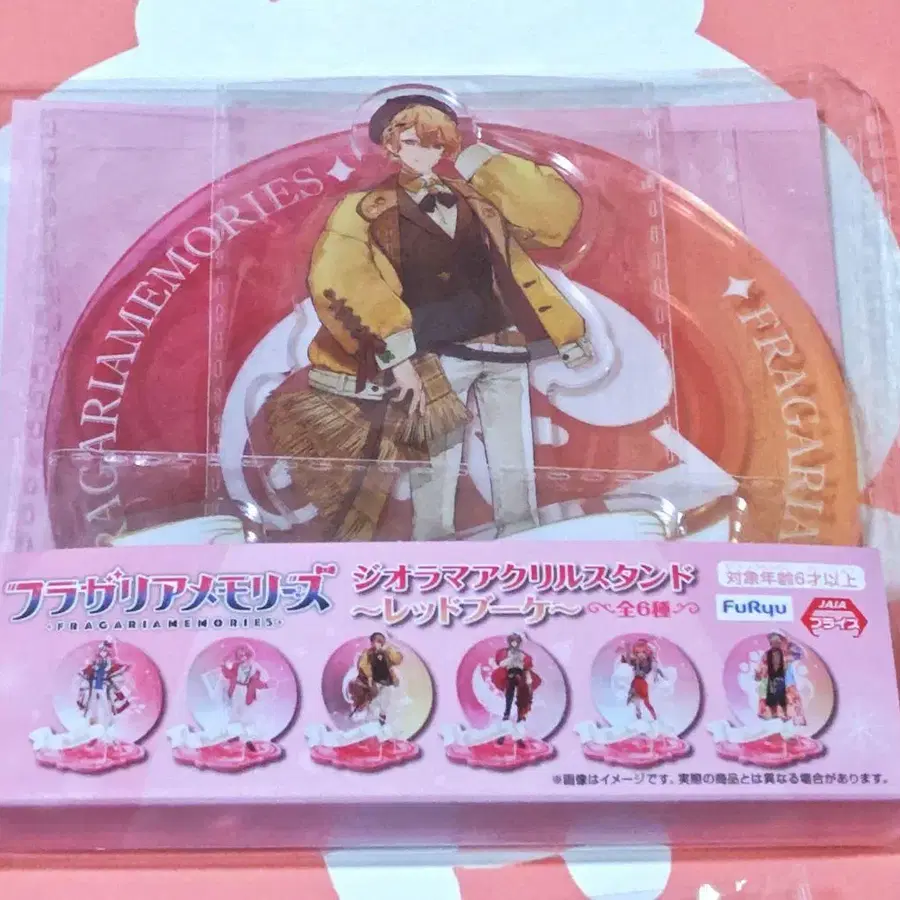 FRAGARIAMEMORIES
FRAGARIA
フラガリアメモリーズ
FRAGARIAMEMORIES
ジオラマアクリルスタンド
～レッドブーケ～
全6種
対象年齢6才以上
FuRyu
JAIA
プライズ
※画像はイメージです。実際の商品とは異なる場合があります。